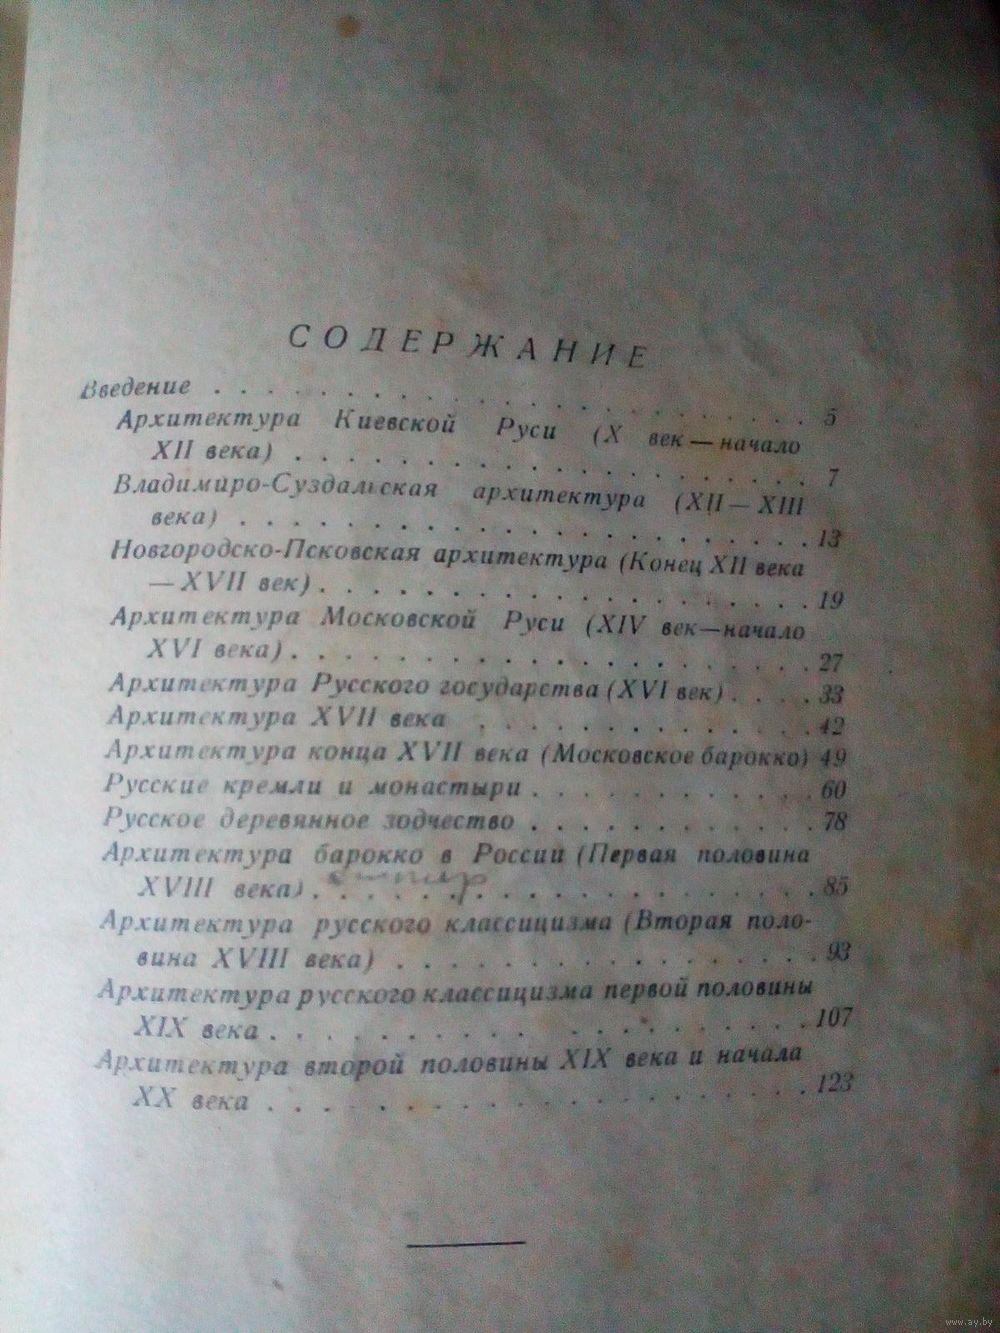 СОДЕРЖАНИЕ
Введение . . . . . . . . . . . . . . . . . . . . . . 5
Архитектура Киевской Руси (X век — начало
XII века) . . . . . . . . . . . . . . . . . . . 7
Владимиро-Суздальская архитектура (XII — XIII
века) . . . . . . . . . . . . . . . . . . . . . 13
Новгородско-Псковская архитектура (Конец XII века
— XVII век) . . . . . . . . . . . . . . . . . . 19
Архитектура Московской Руси (XIV век—начало
XVI века) . . . . . . . . . . . . . . . . . . . 27
Архитектура Русского государства (XVI век) . . . . 33
Архитектура XVII века . . . . . . . . . . . . . 42
Архитектура конца XVII века (Московское барокко) 49
Русские кремли и монастыри . . . . . . . . . . . 60
Русское деревянное зодчество . . . . . . . . . . . 78
Архитектура барокко в России (Первая половина
XVIII века) . . . . . . . . . . . . . . . . . . 85
Архитектура русского классицизма (Вторая поло-
вина XVIII века) . . . . . . . . . . . . . . . . 93
Архитектура русского классицизма первой половины
XIX века . . . . . . . . . . . . . . . . . . . 107
Архитектура второй половины XIX века и начала
XX века . . . . . . . . . . . . . . . . . . . . 123
www.ay.by